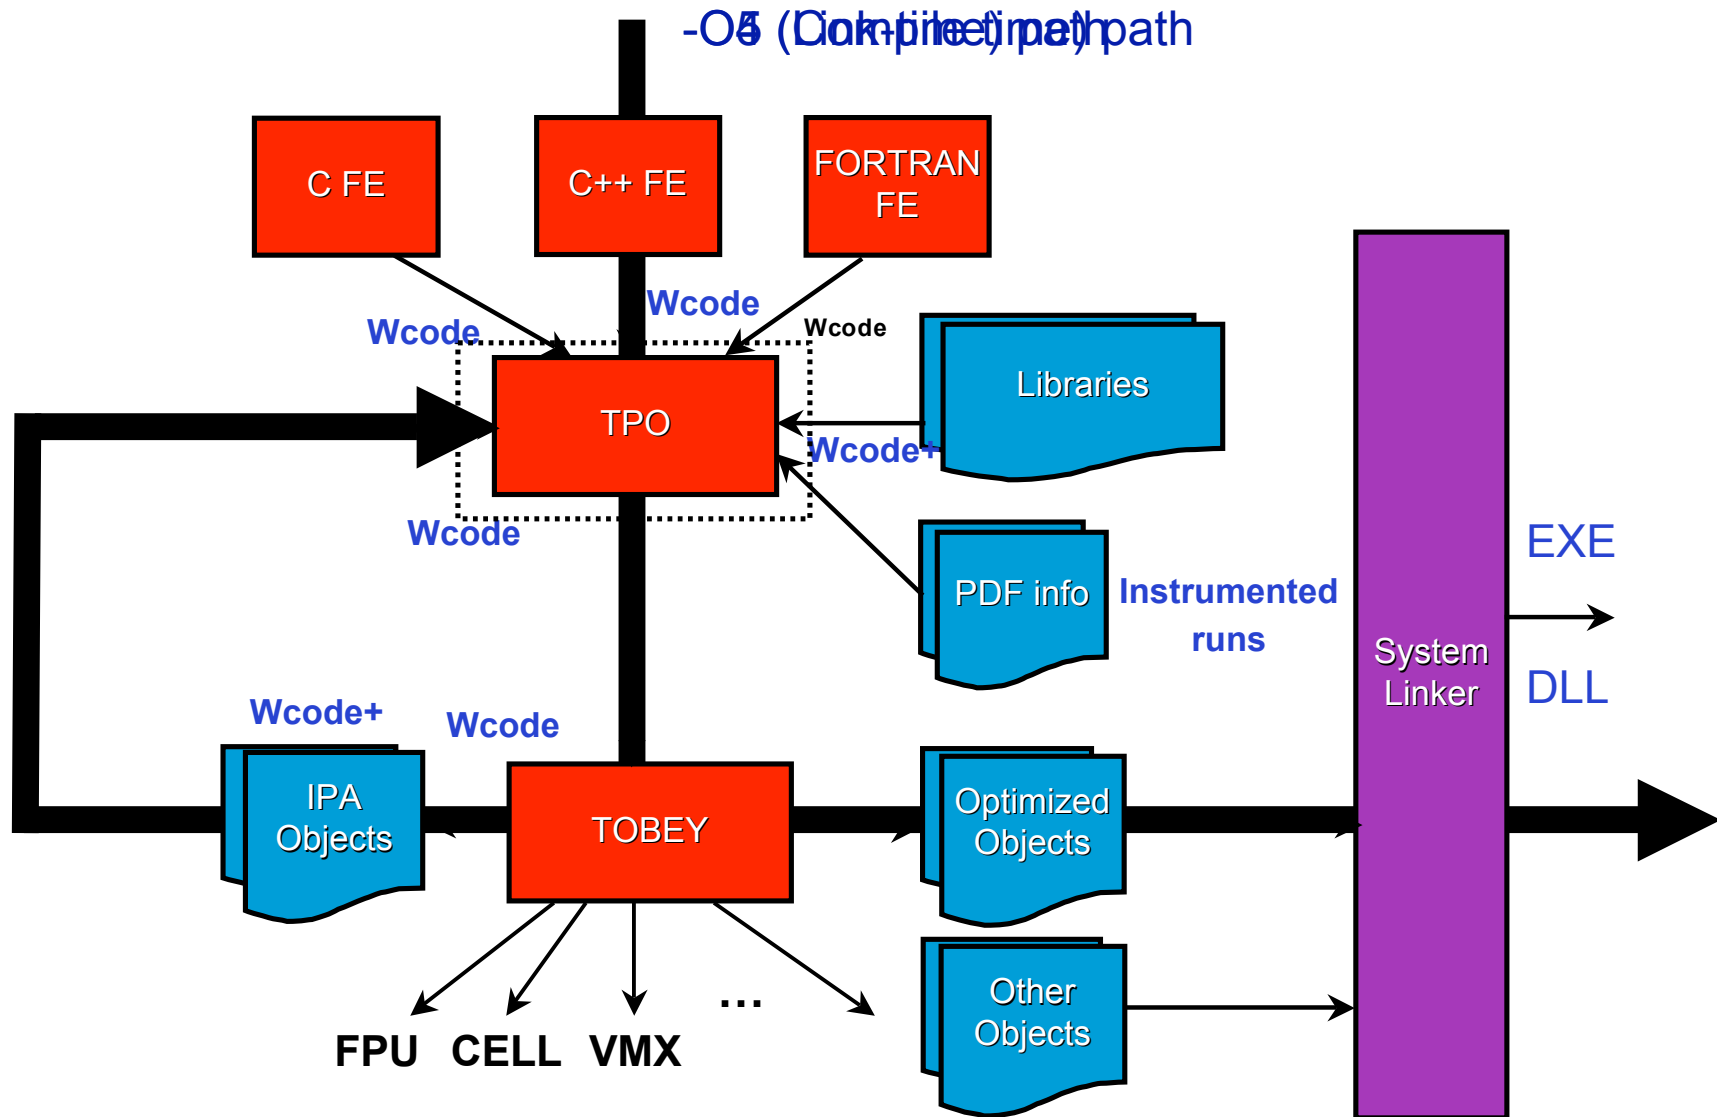 path
C FE
C++ FE
FORTRAN
FE
Wcode
Wcode
Wcode
TPO
Libraries
Wcode+
Wcode
PDF info
Instrumented
runs
EXE
System
Linker
DLL
Wcode+
Wcode
IPA
Objects
TOBEY
Optimized
Objects
...
Other
Objects
FPU CELL VMX